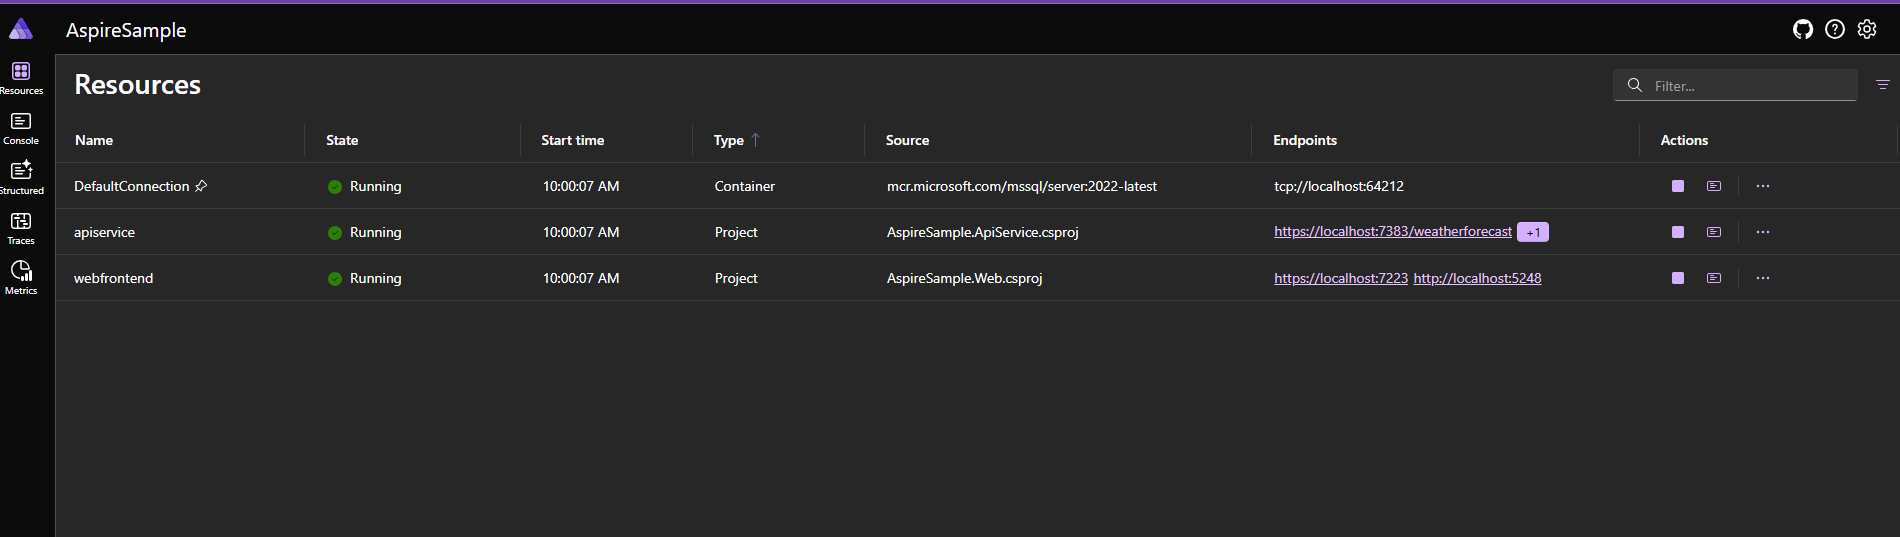 AspireSample
Resources
Console
Structured
Traces
Metrics
Resources
Filter...
Name State Start time Type Source Endpoints Actions
DefaultConnection Running 10:00:07 AM Container mcr.microsoft.com/mssql/server:2022-latest tcp://localhost:64212
apiservice Running 10:00:07 AM Project AspireSample.ApiService.csproj https://localhost:7383/weatherforecast +1
webfrontend Running 10:00:07 AM Project AspireSample.Web.csproj https://localhost:7223 http://localhost:5248